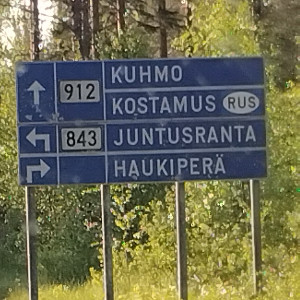 912 KUHMO
KOSTAMUS RUS
843 JUNTUSRANTA
HAUKIPERÄ